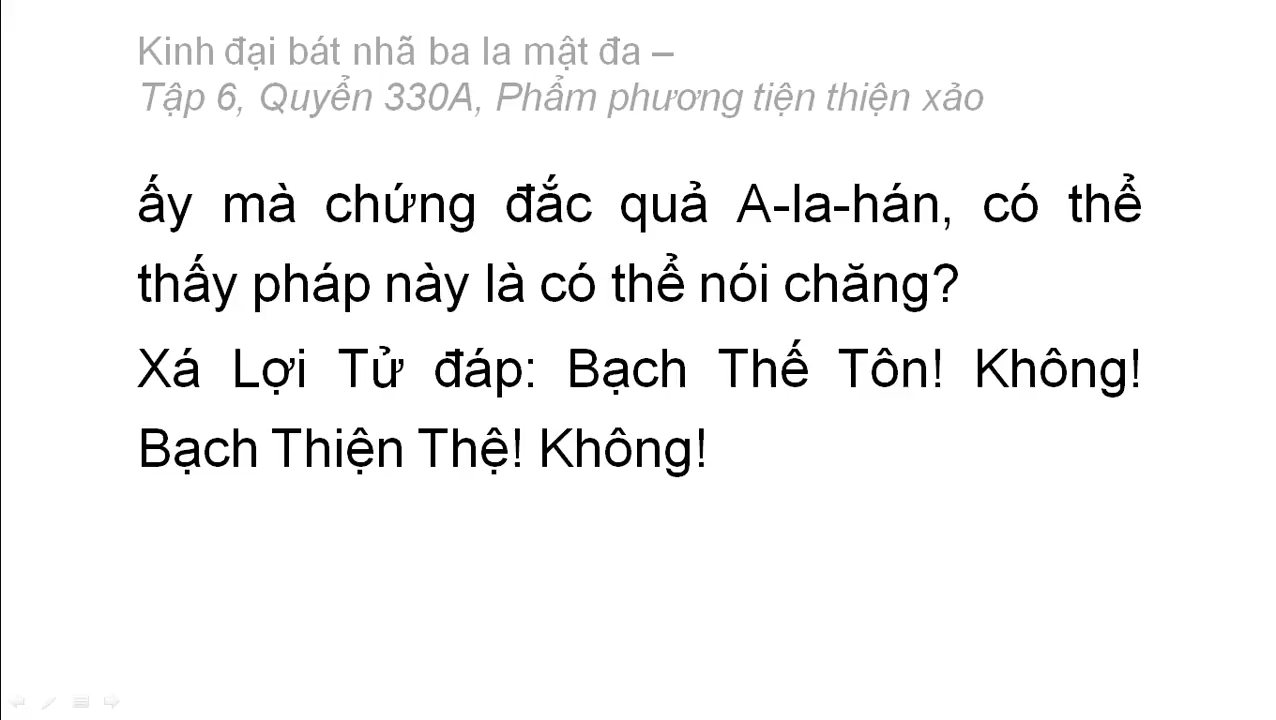 Kinh đại bát nhã ba la mật đa –
Tập 6, Quyển 330A, Phẩm phương tiện thiện xảo
ấy mà chứng đắc quả A-la-hán, có thể
thấy pháp này là có thể nói chăng?
Xá Lợi Tử đáp: Bạch Thế Tôn! Không!
Bạch Thiện Thệ! Không!